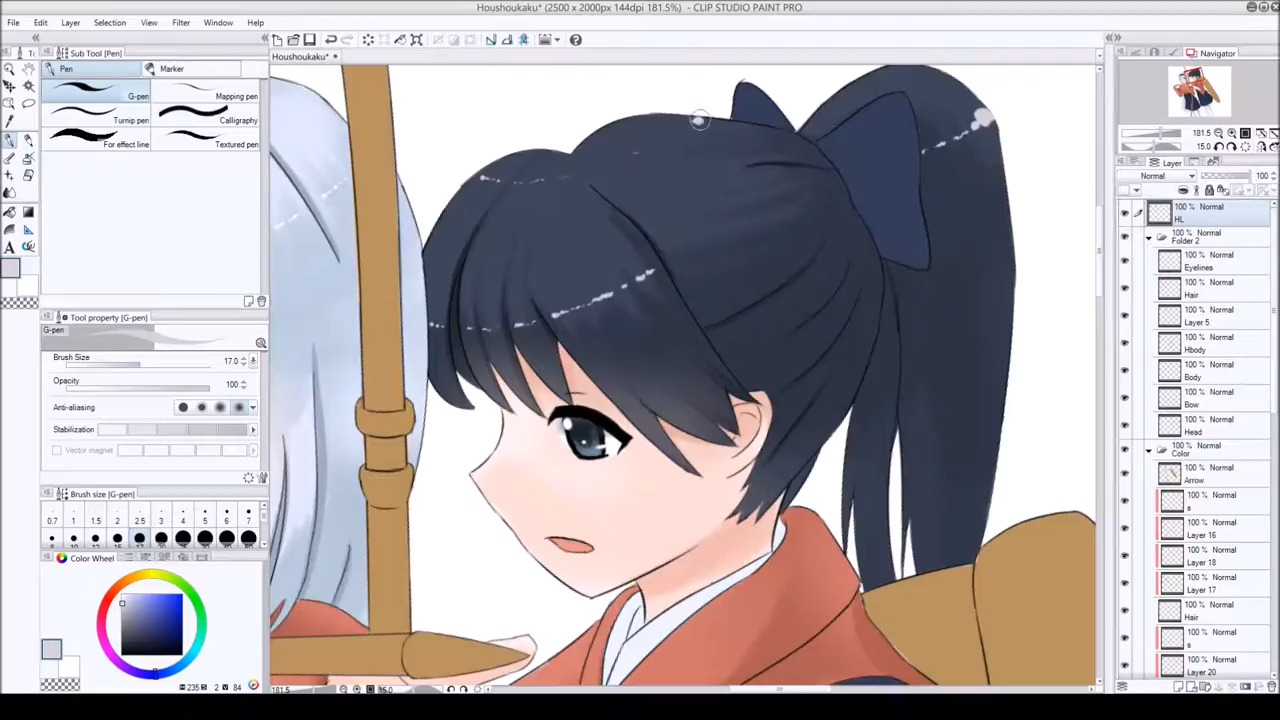 Houshoukaku* (2500 x 2000px 144dpi 181.5%) - CLIP STUDIO PAINT PRO
File Edit Layer Selection View Filter Window Help
Sub Tool [Pen]
Houshoukaku*
Navigator
Pen Marker
G-pen Mapping pen
Turnip pen Calligraphy
For effect line Textured pen
181.5
15.0
Layer
Normal 100
100 % Normal
HL
100 % Normal
Folder 2
100 % Normal
Eyelines
100 % Normal
Hair
100 % Normal
Layer 5
100 % Normal
Hbody
100 % Normal
Body
100 % Normal
Bow
100 % Normal
Head
100 % Normal
Color
100 % Normal
Arrow
100 % Normal
s
100 % Normal
Layer 16
100 % Normal
Layer 18
100 % Normal
Layer 17
100 % Normal
Hair
100 % Normal
s
100 % Normal
Layer 20
Tool property [G-pen]
G-pen
Brush Size 17.0
Opacity 100
Anti-aliasing
Stabilization
Vector magnet
Brush size [G-pen]
0.7 1 1.5 2 2.5 3 4 5 6 7
Color Wheel
235 S 2 V 84
181.5 15.0